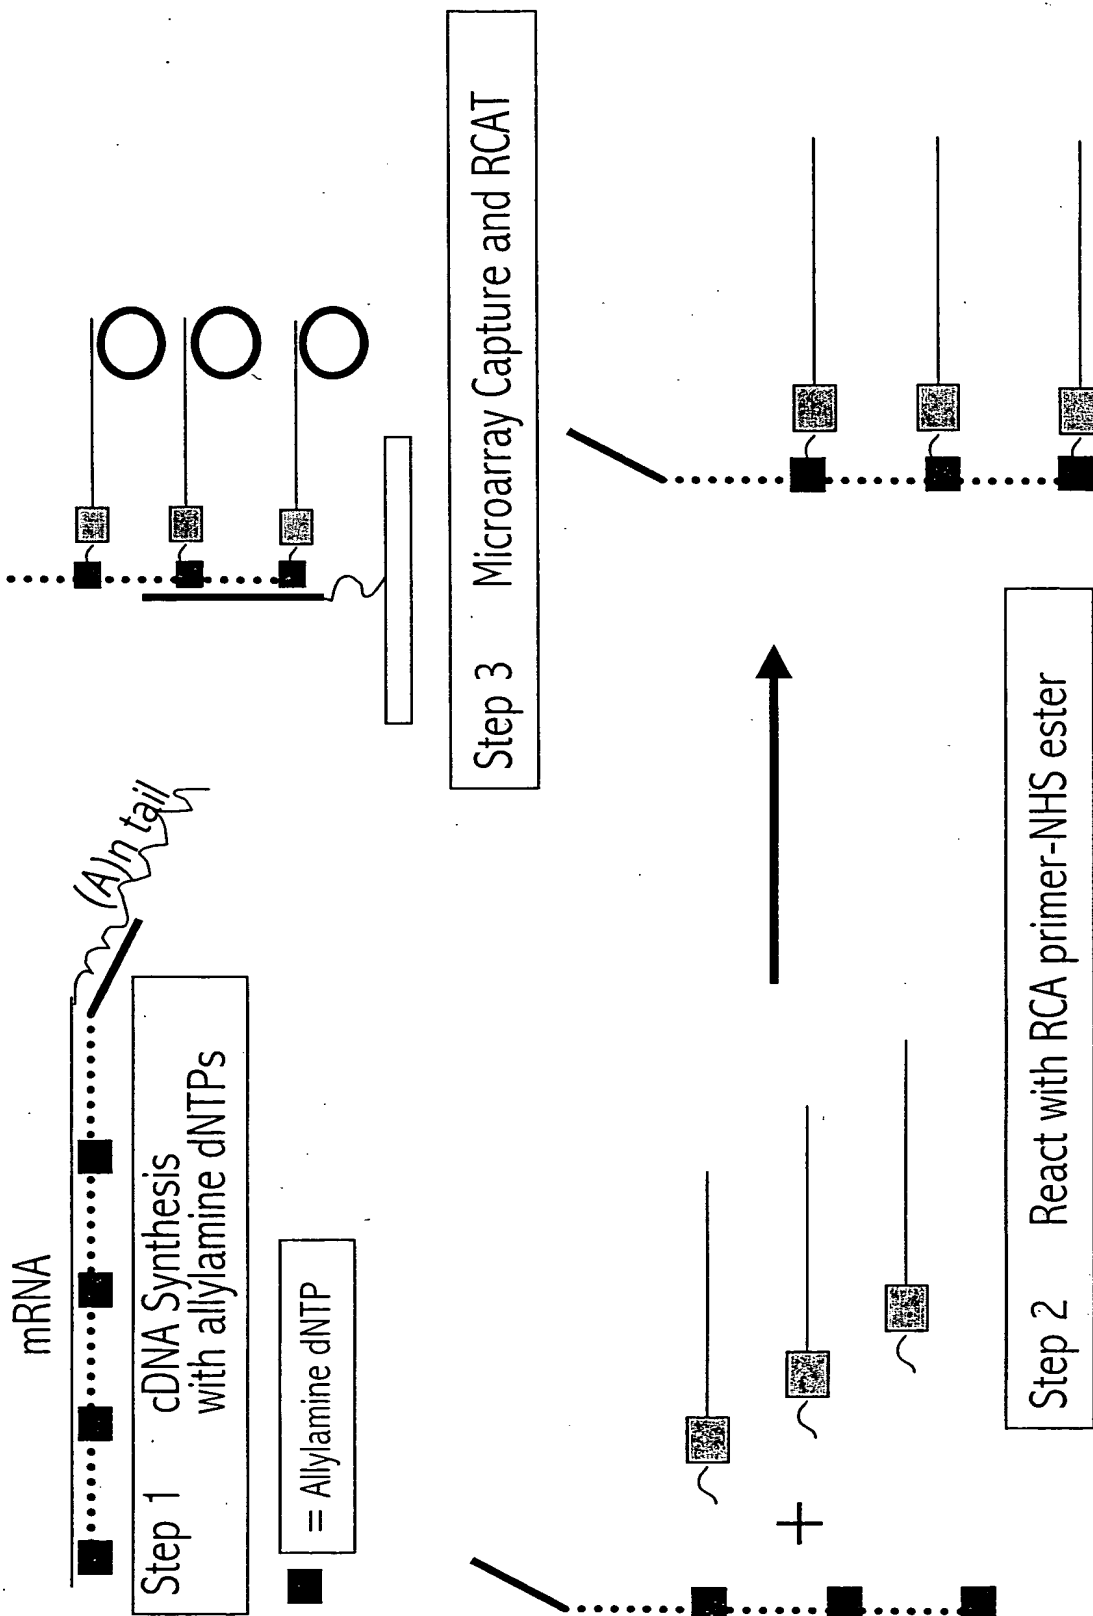 mRNA
(A)n tail
Step 1 cDNA Synthesis
with allylamine dNTPs
= Allylamine dNTP
+
Step 2 React with RCA primer-NHS ester
Step 3 Microarray Capture and RCAT